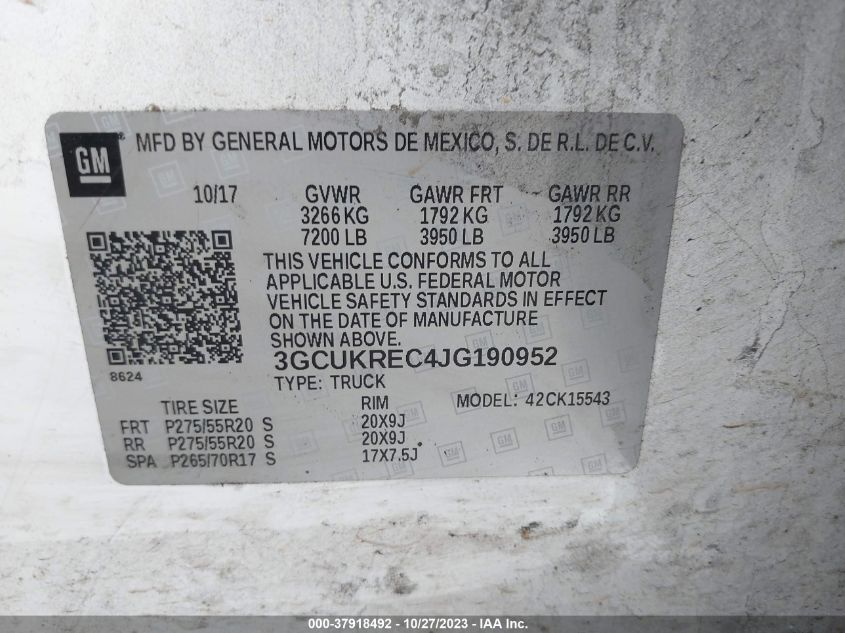 GM
MFD BY GENERAL MOTORS DE MEXICO, S. DE R.L. DE C.V.
10/17 GVWR GAWR FRT GAWR RR
3266 KG 1792 KG 1792 KG
7200 LB 3950 LB 3950 LB
THIS VEHICLE CONFORMS TO ALL
APPLICABLE U.S. FEDERAL MOTOR
VEHICLE SAFETY STANDARDS IN EFFECT
ON THE DATE OF MANUFACTURE
SHOWN ABOVE.
3GCUKREC4JG190952
8624
TYPE: TRUCK
TIRE SIZE RIM MODEL: 42CK15543
FRT P275/55R20 S 20X9J
RR P275/55R20 S 20X9J
SPA P265/70R17 S 17X7.5J
000-37918492 - 10/27/2023 - IAA Inc.